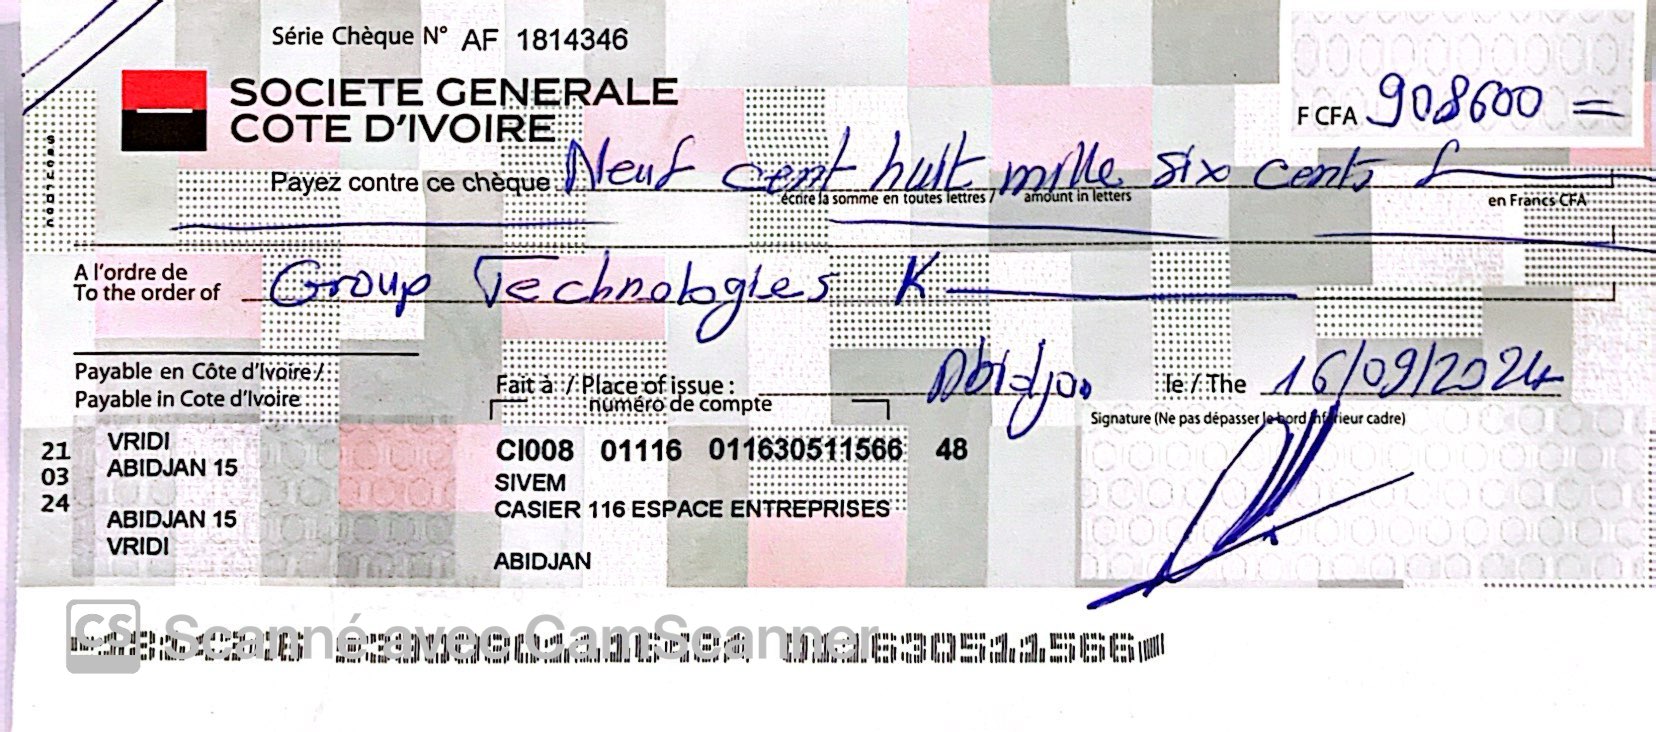 Série Chèque N° AF 1814346
SOCIETE GENERALE
COTE D'IVOIRE
F CFA 908600 =
Payez contre ce chèque Neuf cent huit mille six cents f
écrire la somme en toutes lettres / amount in letters
en Francs CFA
A l'ordre de
To the order of Group Technologies K
Payable en Côte d'Ivoire /
Payable in Cote d'Ivoire
Fait à / Place of issue : Abidjan le / The 16/09/2024
numéro de compte
Signature (Ne pas dépasser le bord inférieur cadre)
21
03
24
VRIDI
ABIDJAN 15
ABIDJAN 15
VRIDI
CI008 01116 011630511566 48
SIVEM
CASIER 116 ESPACE ENTREPRISES
ABIDJAN
CS Scanné avec CamScanner